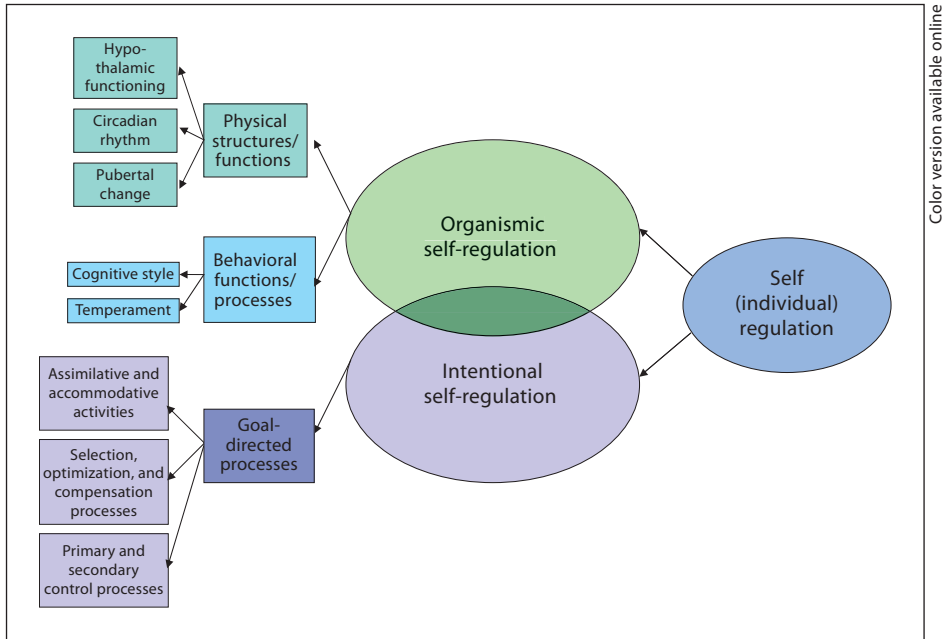 Hypo-
thalamic
functioning
Circadian
rhythm
Pubertal
change
Physical
structures/
functions
Cognitive style
Temperament
Behavioral
functions/
processes
Assimilative and
accommodative
activities
Selection,
optimization, and
compensation
processes
Primary and
secondary
control processes
Goal-
directed
processes
Organismic
self-regulation
Intentional
self-regulation
Self
(individual)
regulation
Color version available online